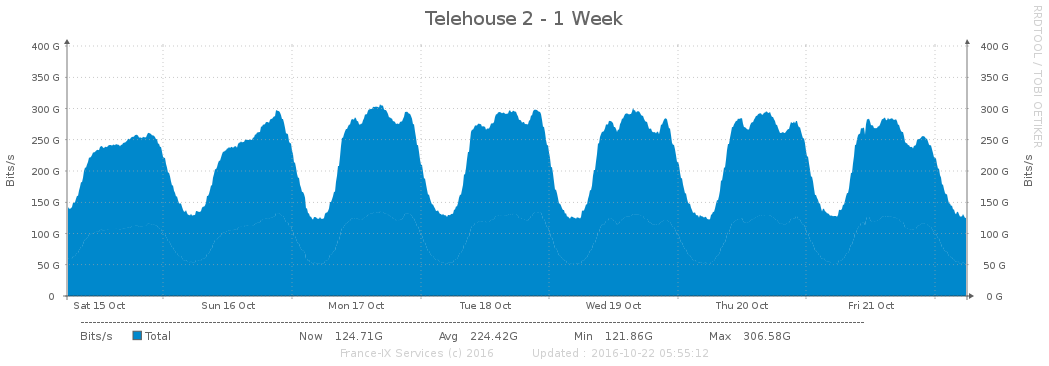 Telehouse 2 - 1 Week
RRDTOOL / TOBI OETIKER
400 G 400 G
350 G 350 G
300 G 300 G
250 G 250 G
200 G 200 G
150 G 150 G
100 G 100 G
50 G 50 G
0 0 G
Bits/s
Bits/s
Sat 15 Oct Sun 16 Oct Mon 17 Oct Tue 18 Oct Wed 19 Oct Thu 20 Oct Fri 21 Oct
Bits/s Total Now 124.71G Avg 224.42G Min 121.86G Max 306.58G
France-IX Services (c) 2016 Updated : 2016-10-22 05:55:12